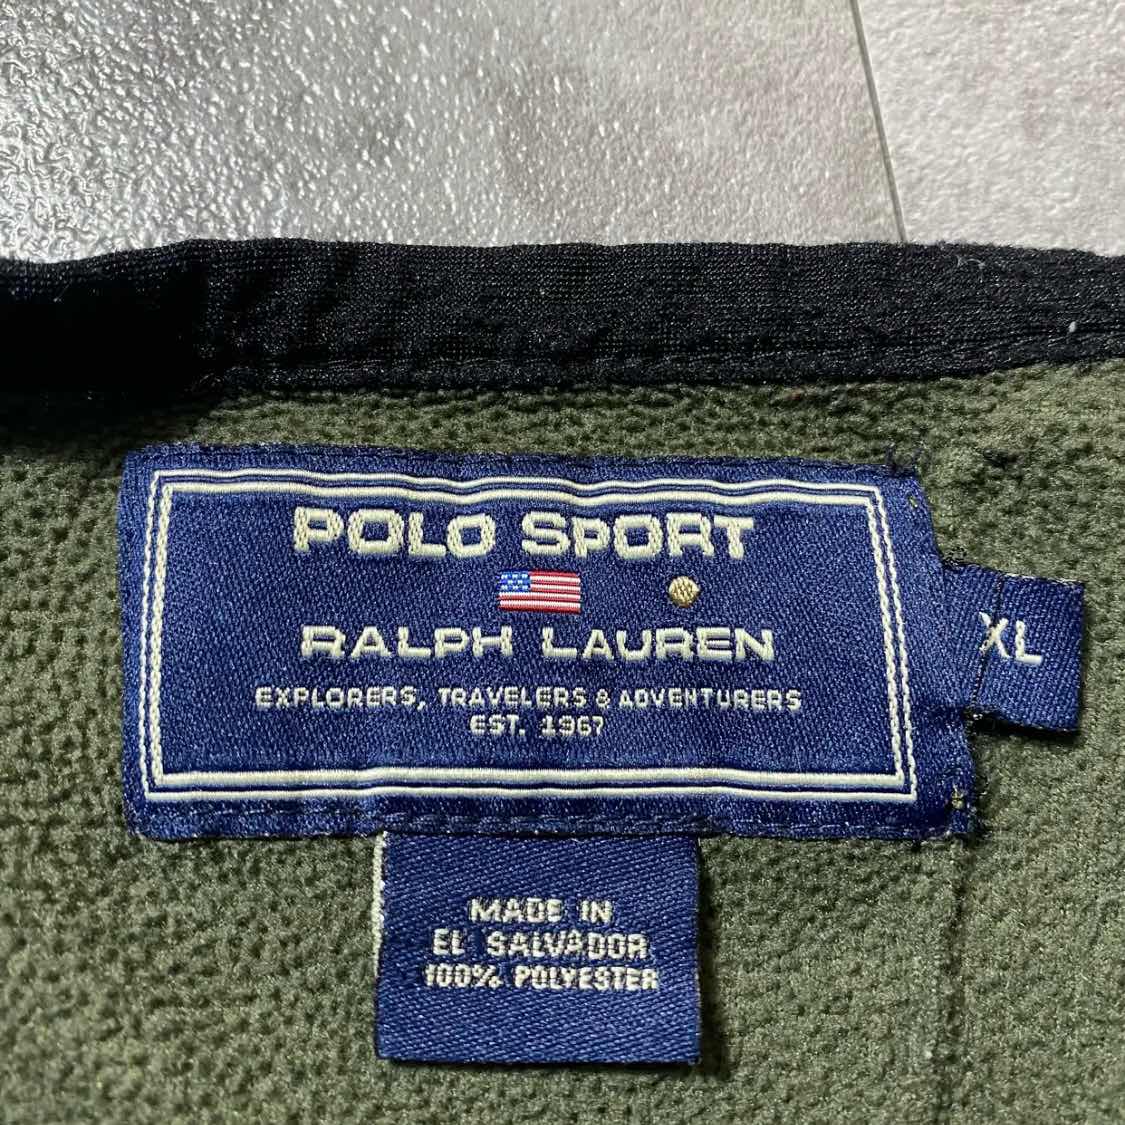 POLO SPORT
RALPH LAUREN
EXPLORERS, TRAVELERS & ADVENTURERS
EST. 1967
XL
MADE IN
EL SALVADOR
100% POLYESTER